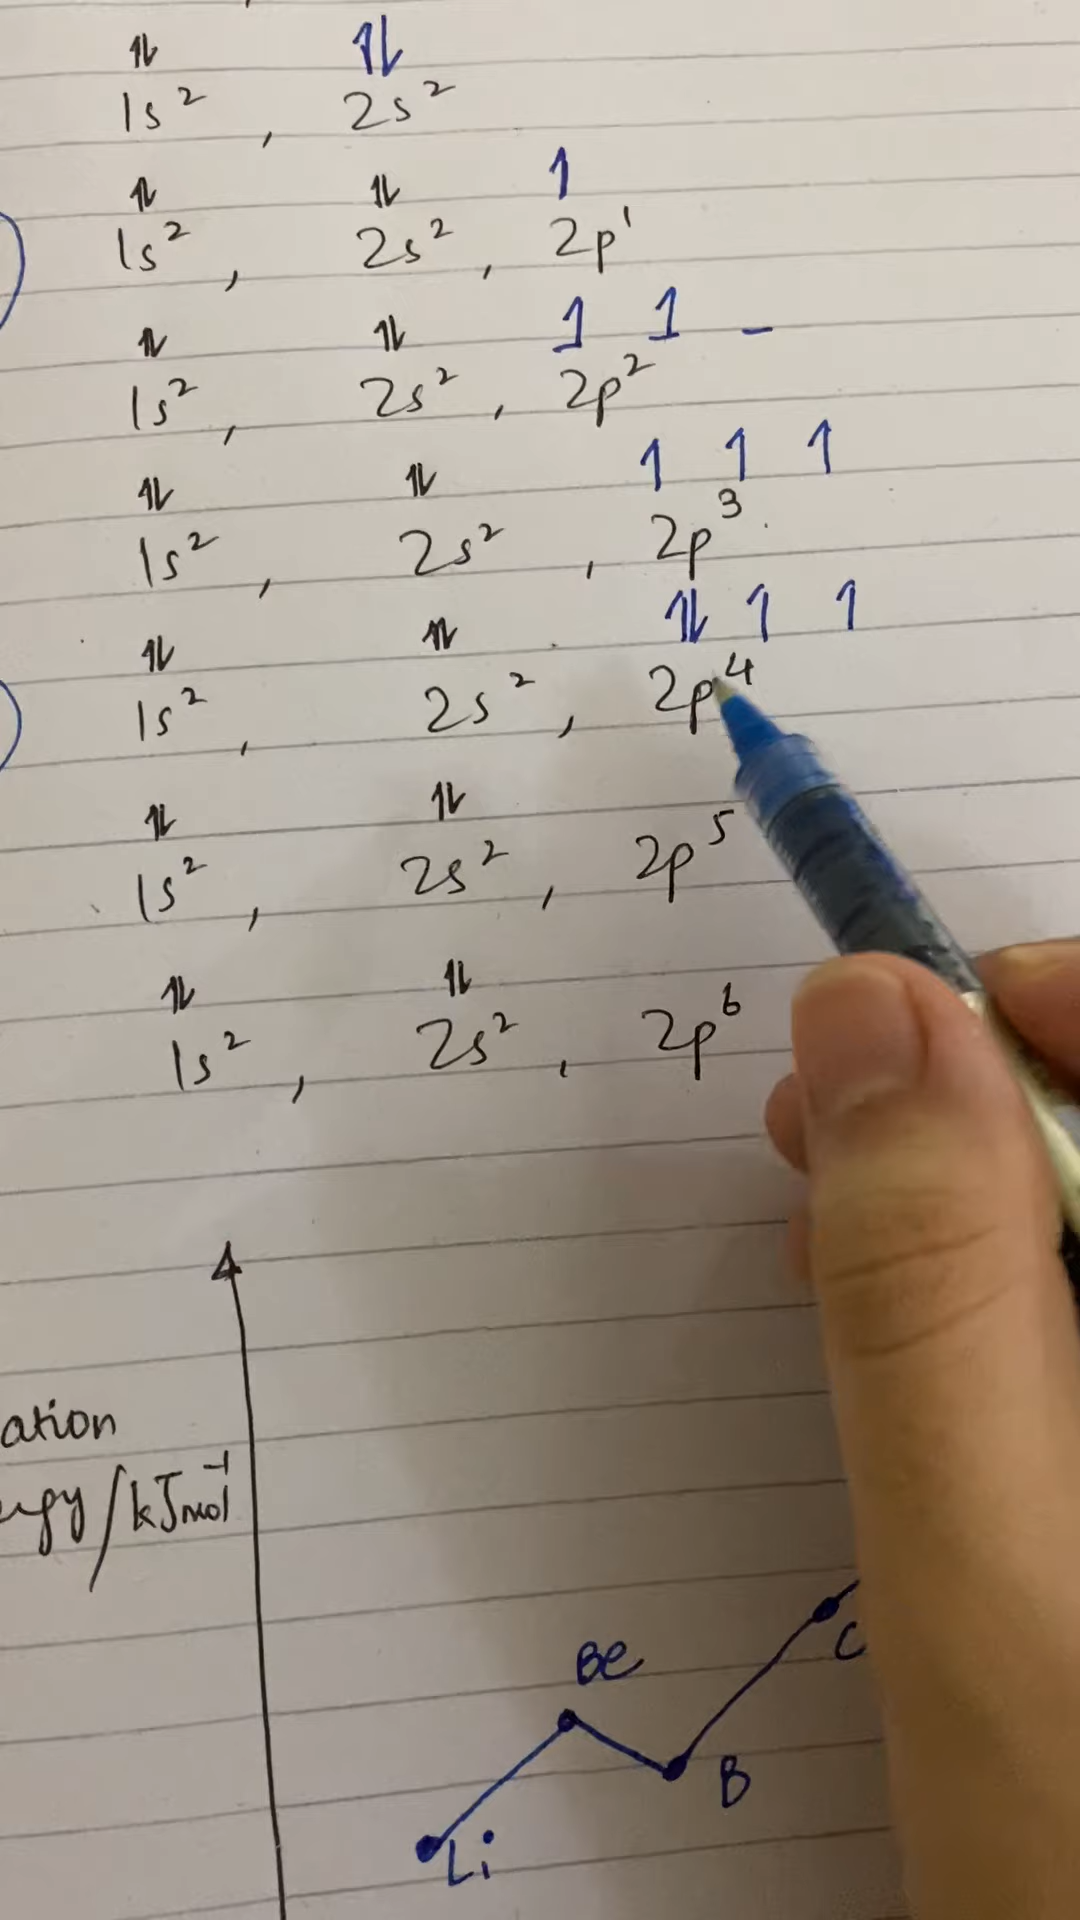 ⥮ ⥮
1s², 2s²
⥮ ⥮ ↿
1s², 2s², 2p¹
⥮ ⥮ ↿ ↿ _
1s², 2s², 2p²
⥮ ⥮ ↿ ↿ ↿
1s², 2s², 2p³
⥮ ⥮ ⥮ ↿ ↿
1s², 2s², 2p⁴
⥮ ⥮
1s², 2s², 2p⁵
⥮ ⥮
1s², 2s², 2p⁶
ation
rgy/kJmol⁻¹
Be
C
B
Li